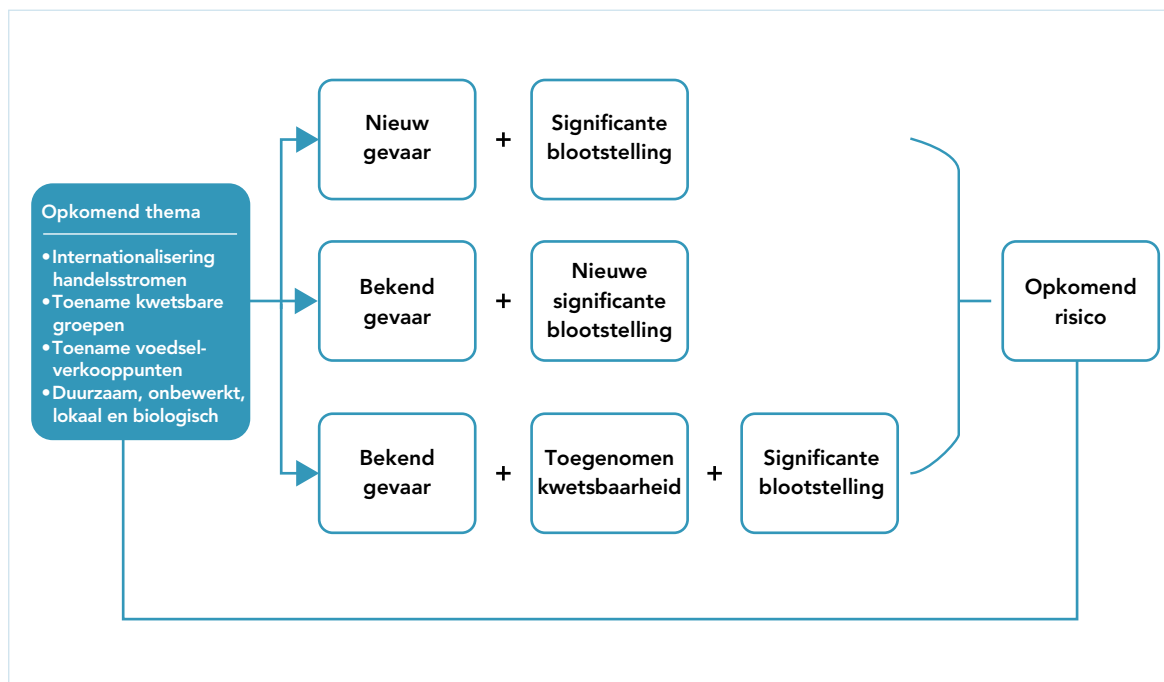 Opkomend thema
•Internationalisering
handelsstromen
•Toename kwetsbare
groepen
•Toename voedsel-
verkooppunten
•Duurzaam, onbewerkt,
lokaal en biologisch
Nieuw
gevaar
+
Significante
blootstelling
Bekend
gevaar
+
Nieuwe
significante
blootstelling
Bekend
gevaar
+
Toegenomen
kwetsbaarheid
+
Significante
blootstelling
Opkomend
risico